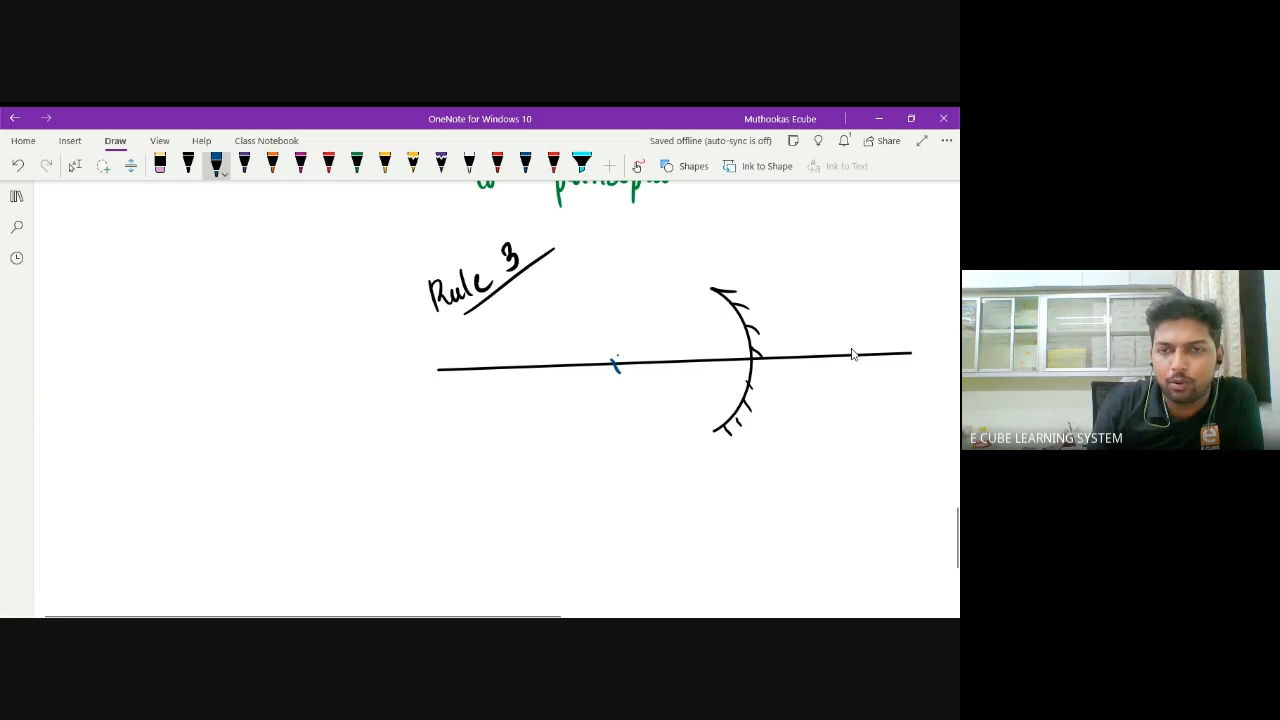 OneNote for Windows 10
Muthookas Ecube
Home Insert Draw View Help Class Notebook
Saved offline (auto-sync is off)
Share
Shapes
Ink to Shape
Ink to Text
Rule 3
E CUBE LEARNING SYSTEM